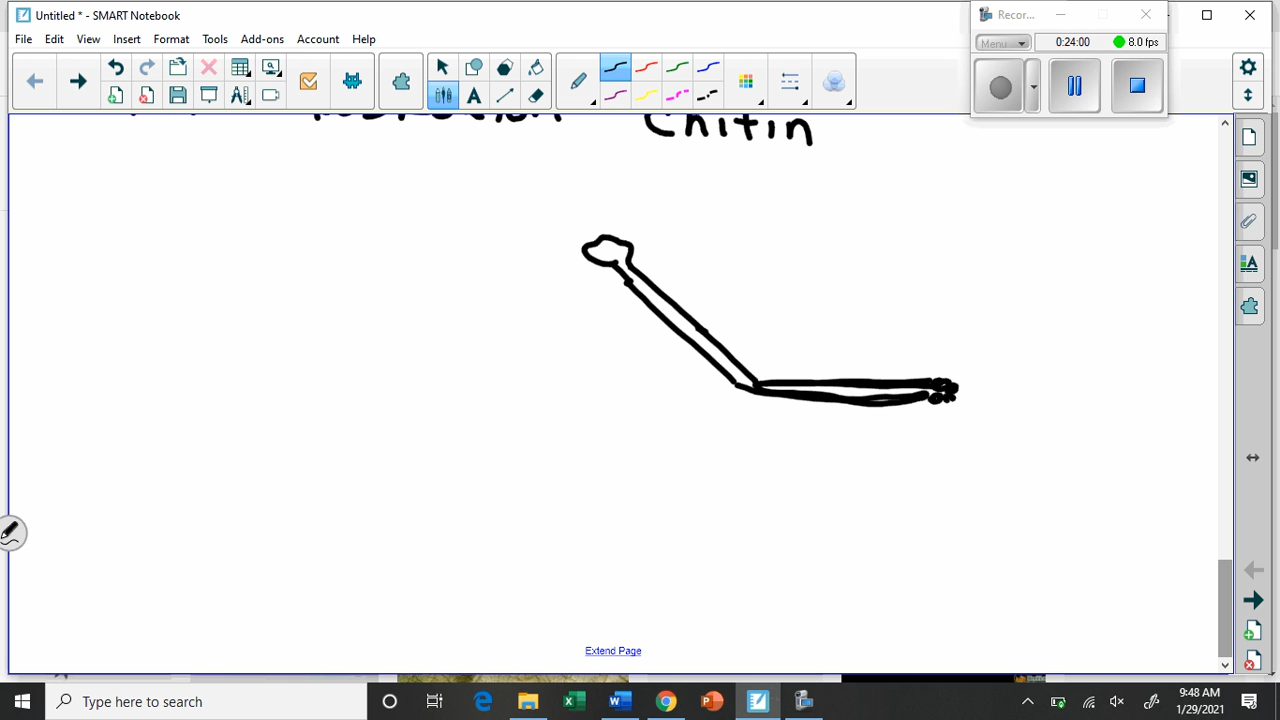 Untitled * - SMART Notebook
Recor...
File Edit View Insert Format Tools Add-ons Account Help
Menu 0:24:00 8.0 fps
Chitin
Extend Page
Type here to search
9:48 AM
1/29/2021